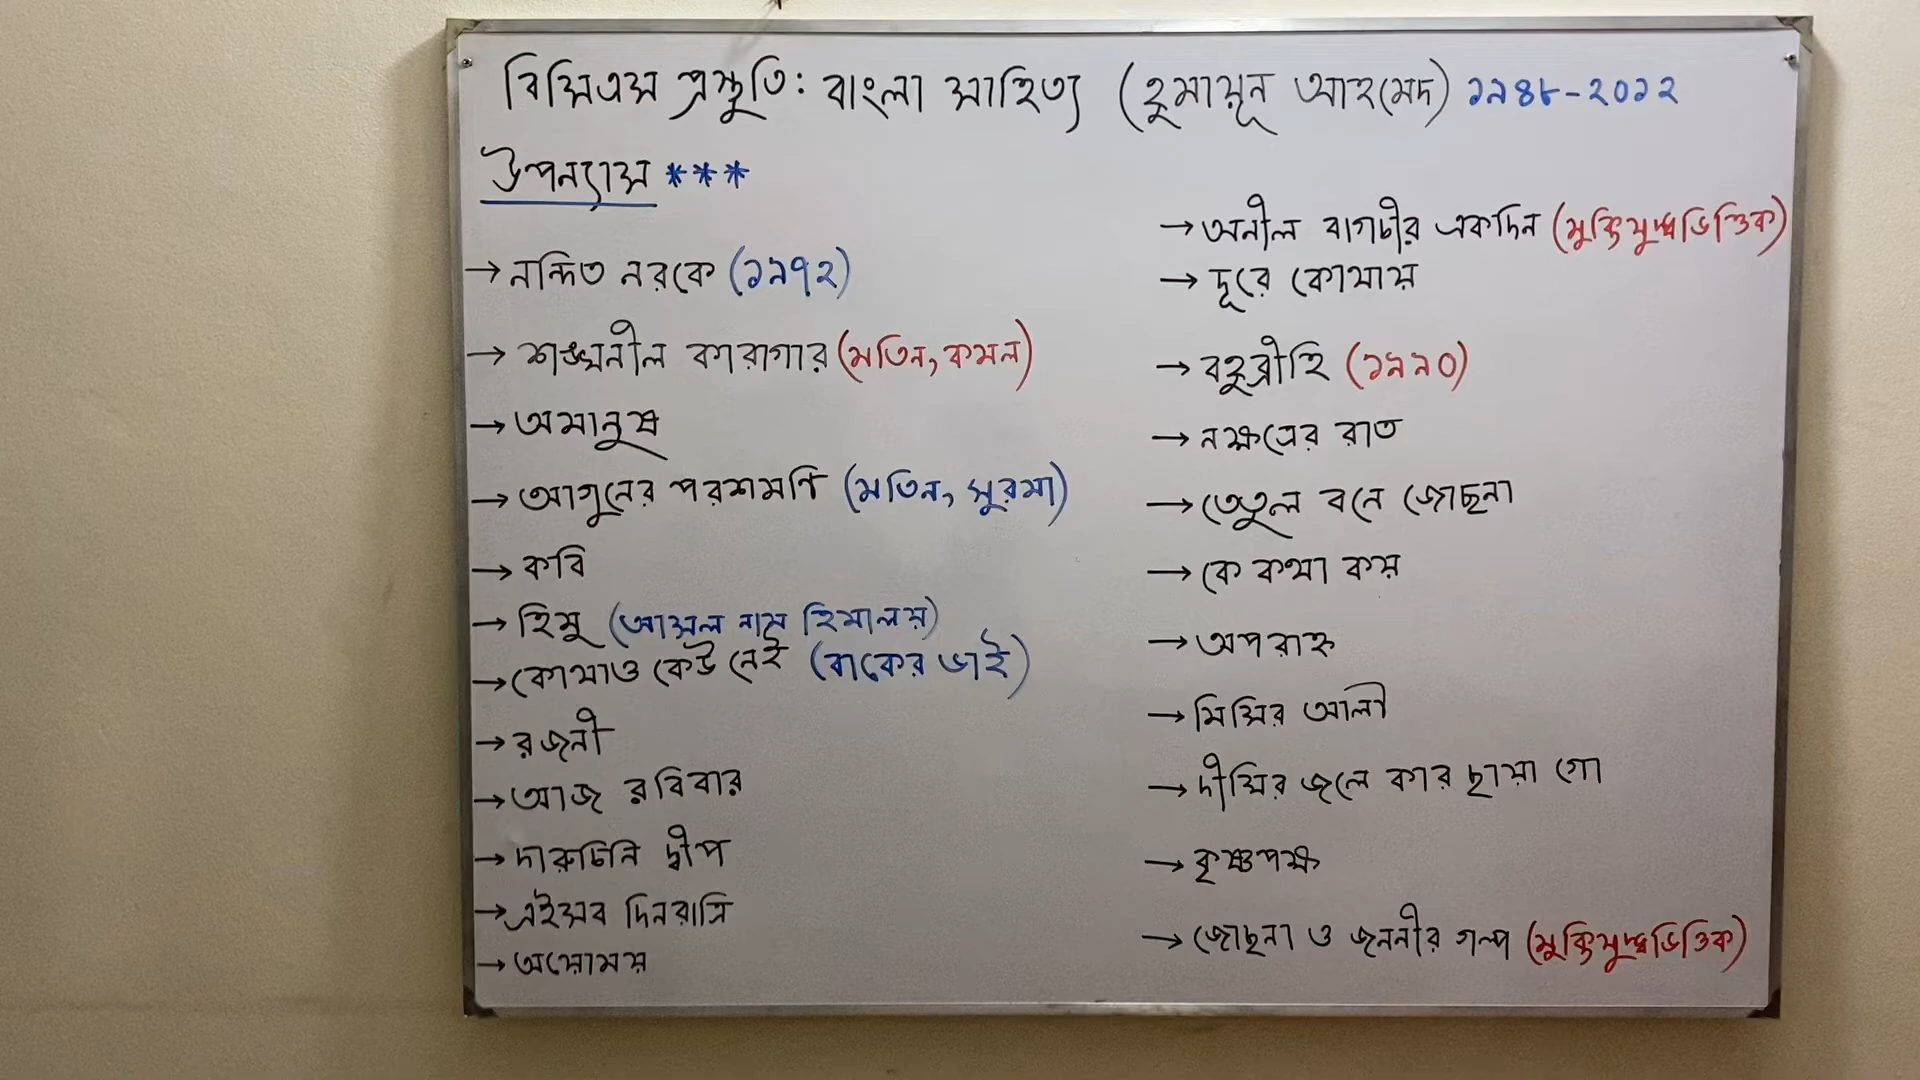 বিসিএস প্রস্তুতি: বাংলা সাহিত্য (হুমায়ূন আহমেদ) ১৯৪৮-২০১২
উপন্যাস ***
→ নন্দিত নরকে (১৯৭২)
→ শঙ্খনীল কারাগার (মতিন, কমল)
→ অমানুষ
→ আগুনের পরশমণি (মতিন, সুরমা)
→ কবি
→ হিমু (আসল নাম হিমালয়)
→ কোথাও কেউ নেই (বাকের ভাই)
→ রজনী
→ আজ রবিবার
→ দারুচিনি দ্বীপ
→ এইসব দিনরাত্রি
→ অয়োময়
→ অনীল বাগচীর একদিন (মুক্তিযুদ্ধভিত্তিক)
→ দূরে কোথায়
→ বহুব্রীহি (১৯৯০)
→ নক্ষত্রের রাত
→ তেতুল বনে জোছনা
→ কে কথা কয়
→ অপরাহ্ন
→ মিসির আলী
→ দীঘির জলে কার ছায়া গো
→ কৃষ্ণপক্ষ
→ জোছনা ও জননীর গল্প (মুক্তিযুদ্ধভিত্তিক)